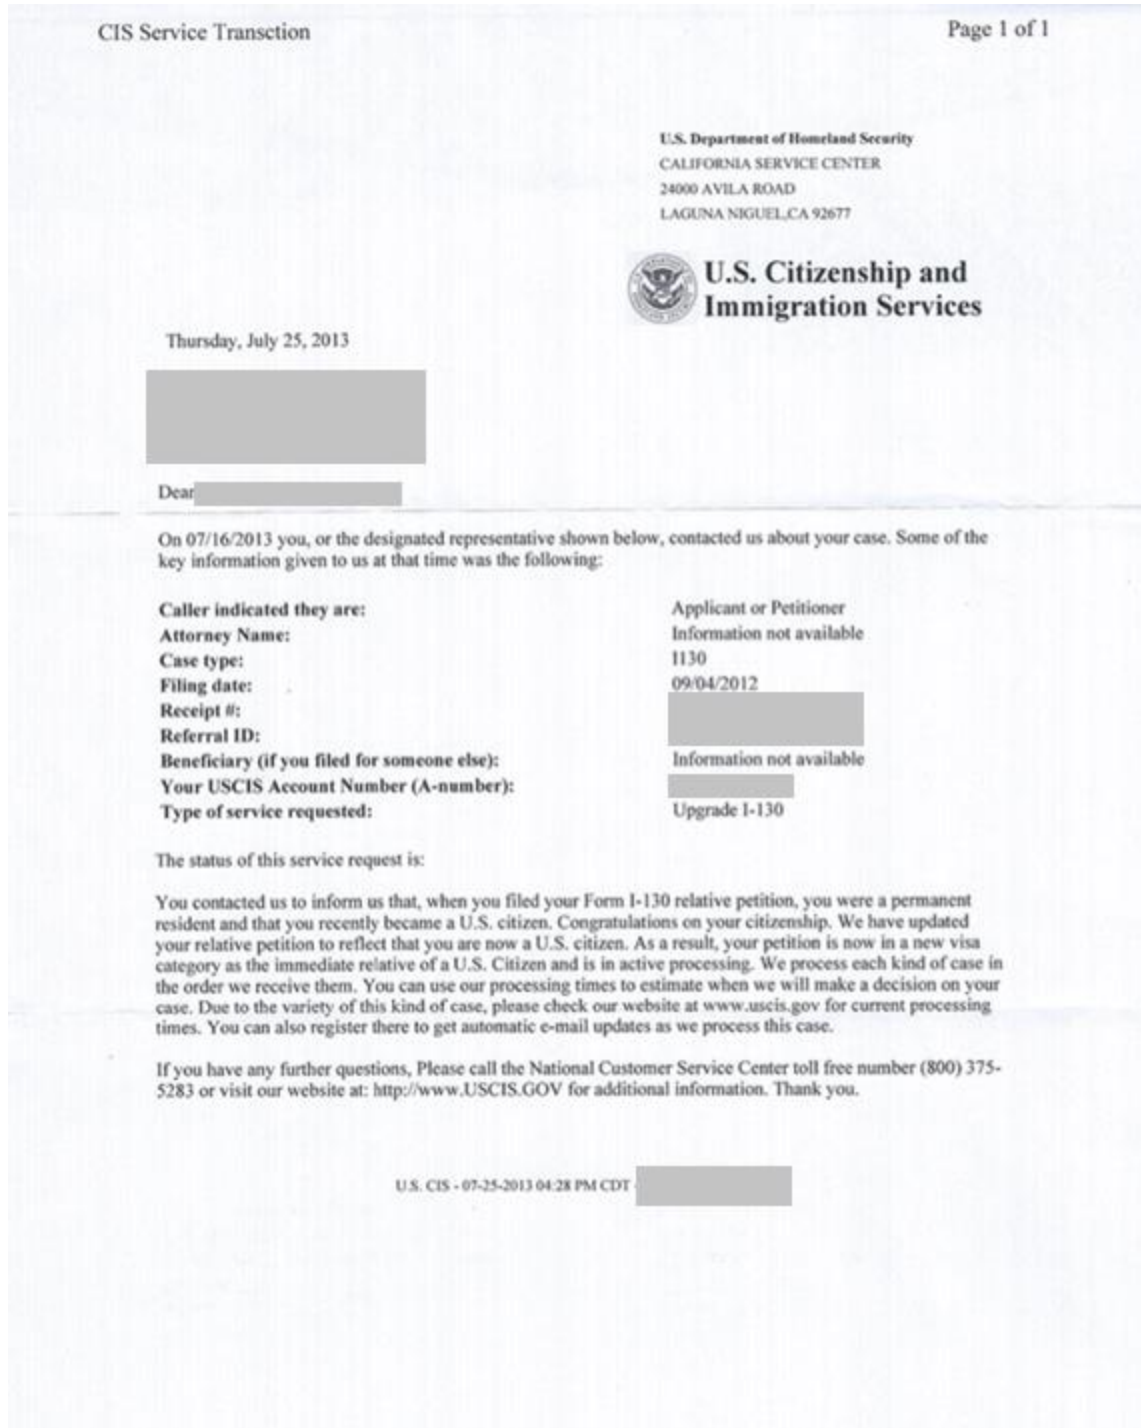 CIS Service Transction
Page 1 of 1
U.S. Department of Homeland Security
CALIFORNIA SERVICE CENTER
24000 AVILA ROAD
LAGUNA NIGUEL,CA 92677
U.S. Citizenship and
Immigration Services
Thursday, July 25, 2013
Dear
On 07/16/2013 you, or the designated representative shown below, contacted us about your case. Some of the
key information given to us at that time was the following:
Caller indicated they are: Applicant or Petitioner
Attorney Name: Information not available
Case type: I130
Filing date: 09/04/2012
Receipt #:
Referral ID:
Beneficiary (if you filed for someone else): Information not available
Your USCIS Account Number (A-number):
Type of service requested: Upgrade I-130
The status of this service request is:
You contacted us to inform us that, when you filed your Form I-130 relative petition, you were a permanent
resident and that you recently became a U.S. citizen. Congratulations on your citizenship. We have updated
your relative petition to reflect that you are now a U.S. citizen. As a result, your petition is now in a new visa
category as the immediate relative of a U.S. Citizen and is in active processing. We process each kind of case in
the order we receive them. You can use our processing times to estimate when we will make a decision on your
case. Due to the variety of this kind of case, please check our website at www.uscis.gov for current processing
times. You can also register there to get automatic e-mail updates as we process this case.
If you have any further questions, Please call the National Customer Service Center toll free number (800) 375-
5283 or visit our website at: http://www.USCIS.GOV for additional information. Thank you.
U.S. CIS - 07-25-2013 04:28 PM CDT -